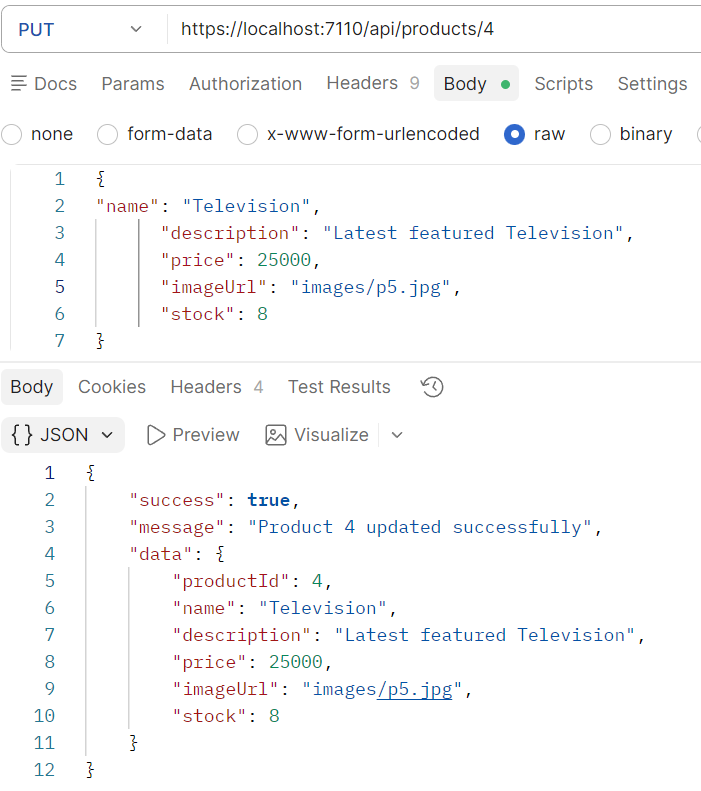 PUT https://localhost:7110/api/products/4
Docs Params Authorization Headers 9 Body Scripts Settings
none form-data x-www-form-urlencoded raw binary
1 {
2 "name": "Television",
3 "description": "Latest featured Television",
4 "price": 25000,
5 "imageUrl": "images/p5.jpg",
6 "stock": 8
7 }
Body Cookies Headers 4 Test Results
{} JSON Preview Visualize
1 {
2 "success": true,
3 "message": "Product 4 updated successfully",
4 "data": {
5 "productId": 4,
6 "name": "Television",
7 "description": "Latest featured Television",
8 "price": 25000,
9 "imageUrl": "images/p5.jpg",
10 "stock": 8
11 }
12 }